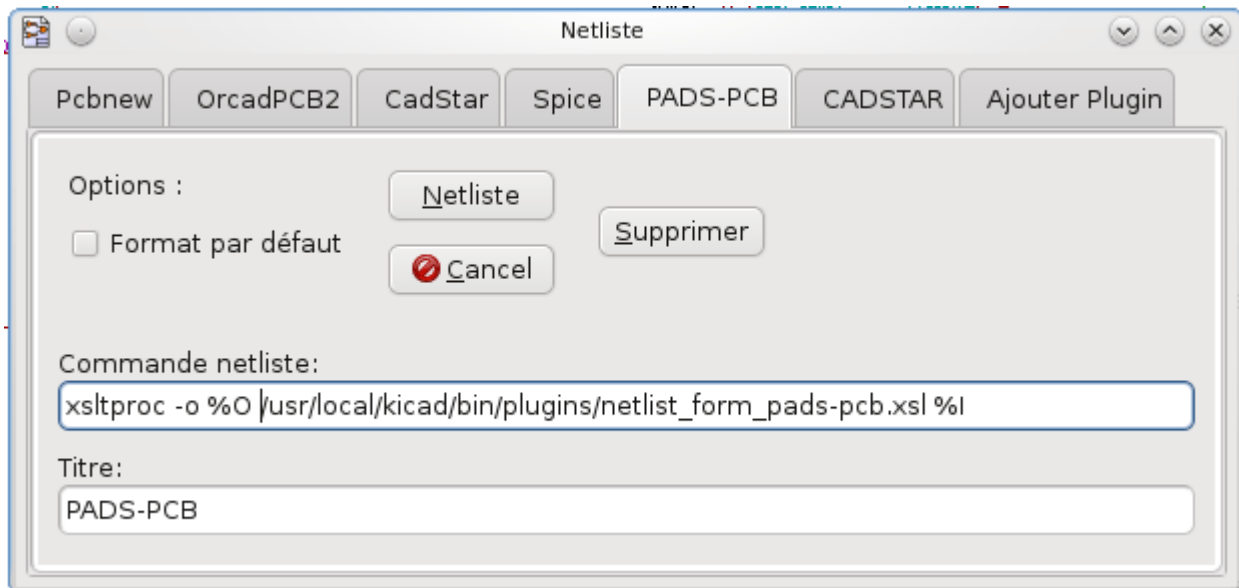 Netliste
Pcbnew OrcadPCB2 CadStar Spice PADS-PCB CADSTAR Ajouter Plugin
Options :
Netliste
Format par défaut
Supprimer
Cancel
Commande netliste:
xsltproc -o %O /usr/local/kicad/bin/plugins/netlist_form_pads-pcb.xsl %I
Titre:
PADS-PCB